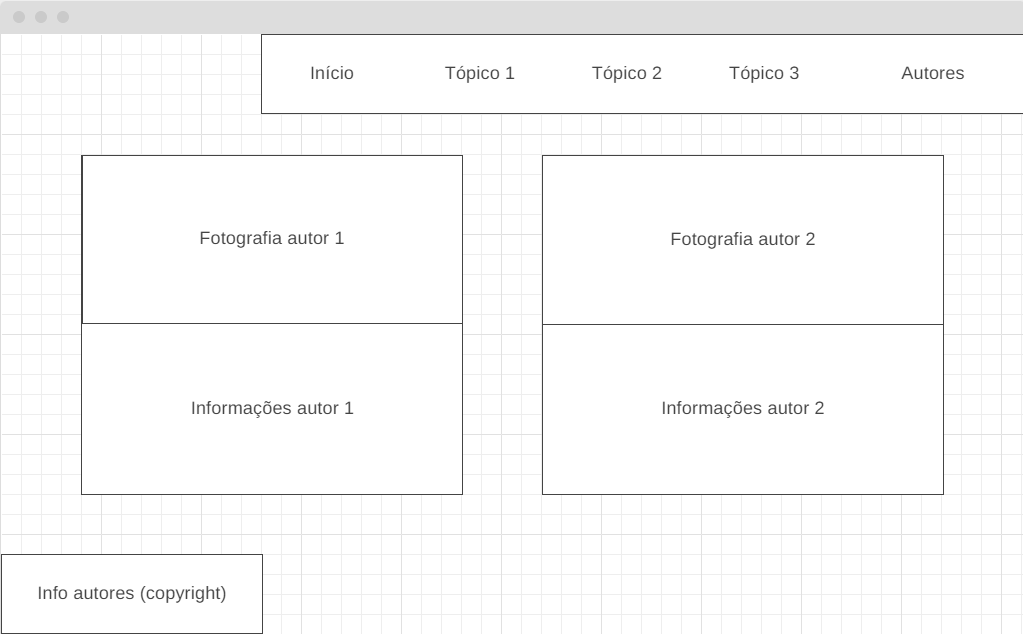 Início
Tópico 1
Tópico 2
Tópico 3
Autores
Fotografia autor 1
Fotografia autor 2
Informações autor 1
Informações autor 2
Info autores (copyright)